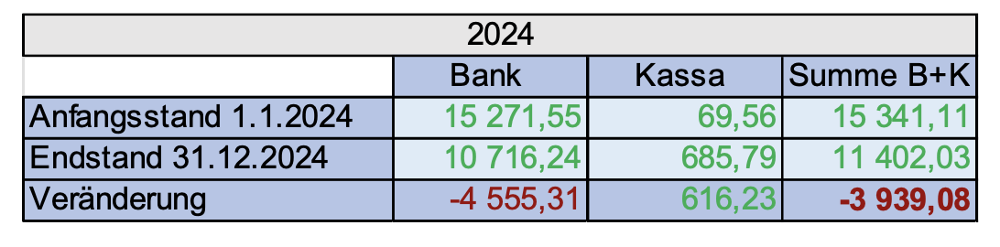 2024
Bank Kassa Summe B+K
Anfangsstand 1.1.2024 15 271,55 69,56 15 341,11
Endstand 31.12.2024 10 716,24 685,79 11 402,03
Veränderung -4 555,31 616,23 -3 939,08